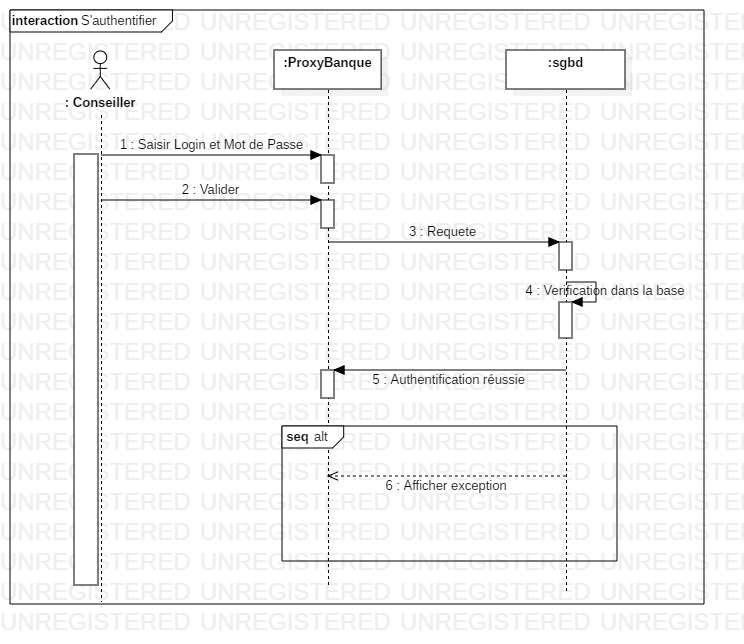 interaction S'authentifier
: Conseiller
:ProxyBanque
:sgbd
1 : Saisir Login et Mot de Passe
2 : Valider
3 : Requete
4 : Verification dans la base
5 : Authentification réussie
seq alt
6 : Afficher exception
UNREGISTERED UNREGISTERED UNREGISTERED UNREGISTERED